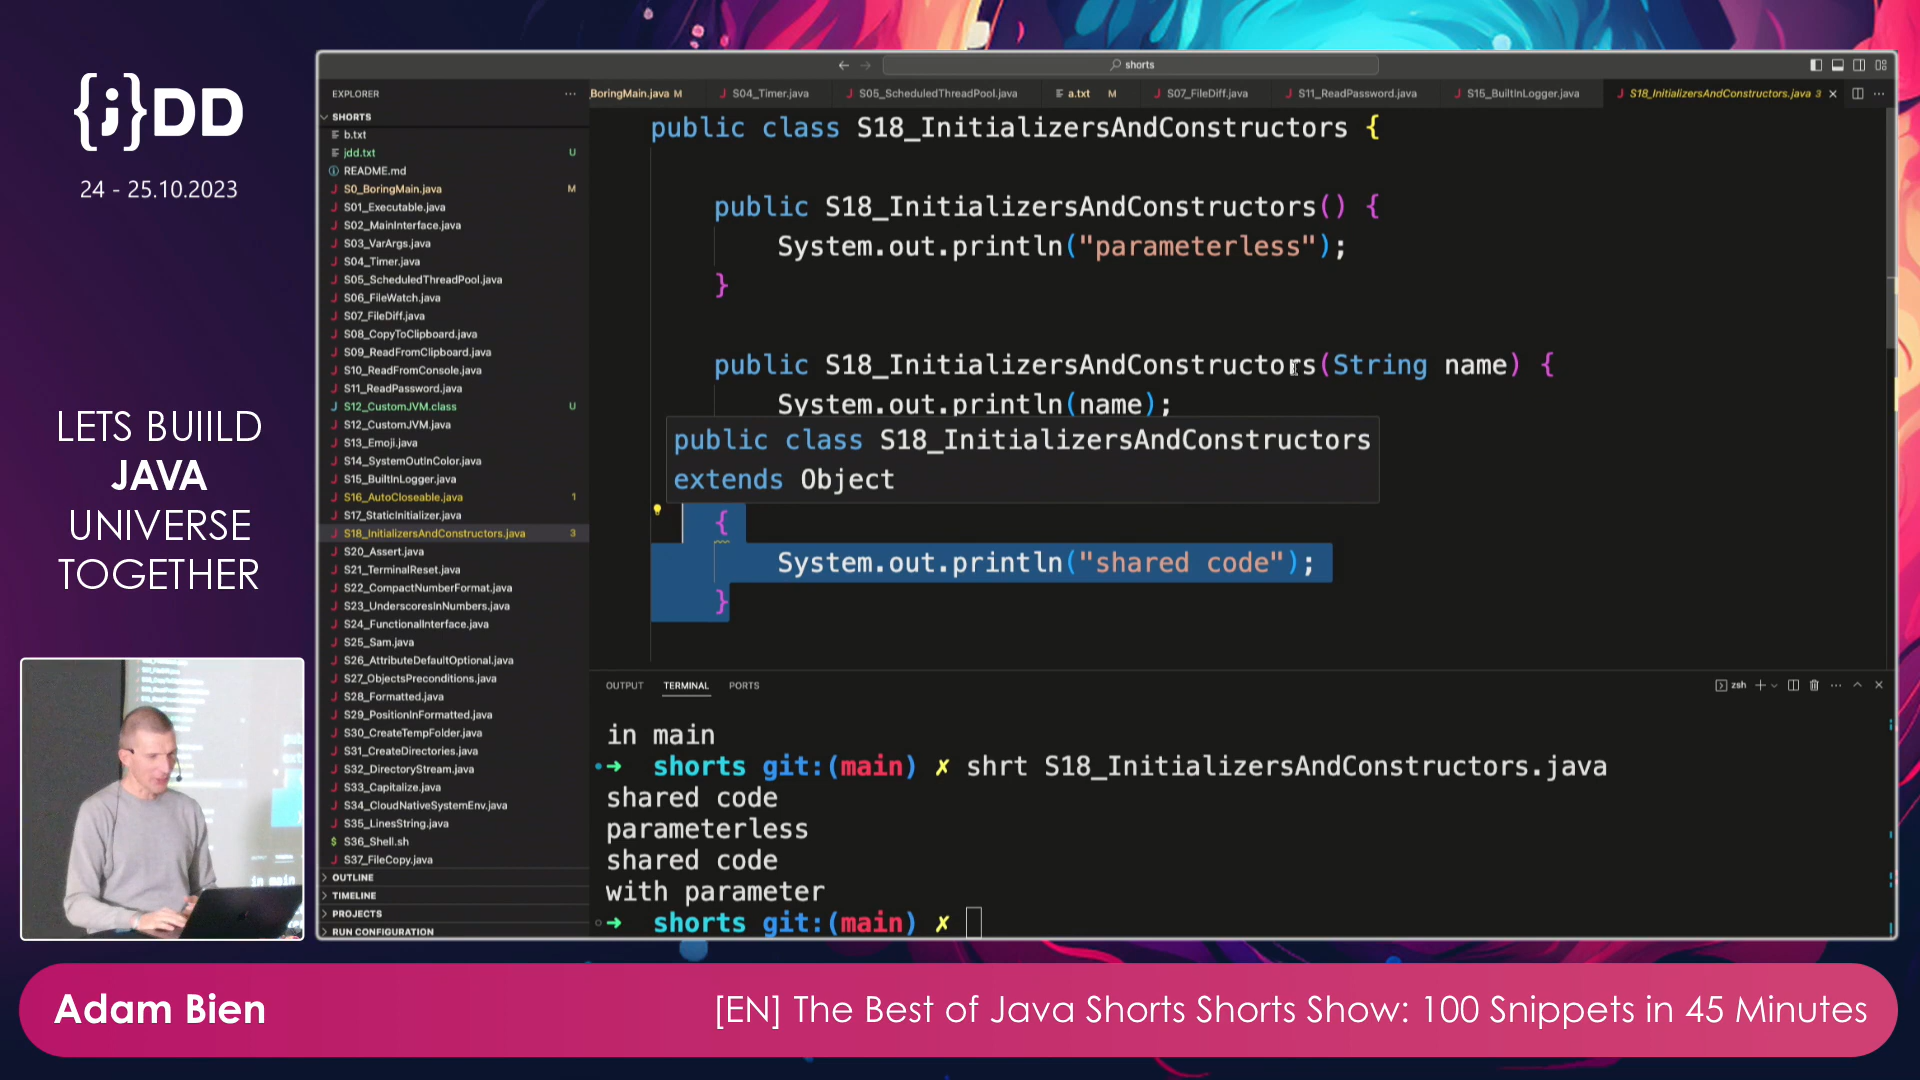 {j}DD
24 - 25.10.2023
LETS BUIILD
JAVA
UNIVERSE
TOGETHER
shorts
EXPLORER
SHORTS
b.txt
jdd.txt U
README.md
S0_BoringMain.java M
S01_Executable.java
S02_MainInterface.java
S03_VarArgs.java
S04_Timer.java
S05_ScheduledThreadPool.java
S06_FileWatch.java
S07_FileDiff.java
S08_CopyToClipboard.java
S09_ReadFromClipboard.java
S10_ReadFromConsole.java
S11_ReadPassword.java
S12_CustomJVM.class U
S12_CustomJVM.java
S13_Emoji.java
S14_SystemOutInColor.java
S15_BuiltInLogger.java
S16_AutoCloseable.java 1
S17_StaticInitializer.java
S18_InitializersAndConstructors.java 3
S20_Assert.java
S21_TerminalReset.java
S22_CompactNumberFormat.java
S23_UnderscoresInNumbers.java
S24_FunctionalInterface.java
S25_Sam.java
S26_AttributeDefaultOptional.java
S27_ObjectsPreconditions.java
S28_Formatted.java
S29_PositionInFormatted.java
S30_CreateTempFolder.java
S31_CreateDirectories.java
S32_DirectoryStream.java
S33_Capitalize.java
S34_CloudNativeSystemEnv.java
S35_LinesString.java
S36_Shell.sh
S37_FileCopy.java
OUTLINE
TIMELINE
PROJECTS
RUN CONFIGURATION
BoringMain.java M S04_Timer.java S05_ScheduledThreadPool.java a.txt M S07_FileDiff.java S11_ReadPassword.java S15_BuiltInLogger.java S18_InitializersAndConstructors.java 3
public class S18_InitializersAndConstructors {
public S18_InitializersAndConstructors() {
System.out.println("parameterless");
}
public S18_InitializersAndConstructors(String name) {
System.out.println(name);
public class S18_InitializersAndConstructors
extends Object
{
System.out.println("shared code");
}
OUTPUT TERMINAL PORTS zsh
in main
➜ shorts git:(main) ✗ shrt S18_InitializersAndConstructors.java
shared code
parameterless
shared code
with parameter
➜ shorts git:(main) ✗
Adam Bien
[EN] The Best of Java Shorts Shorts Show: 100 Snippets in 45 Minutes